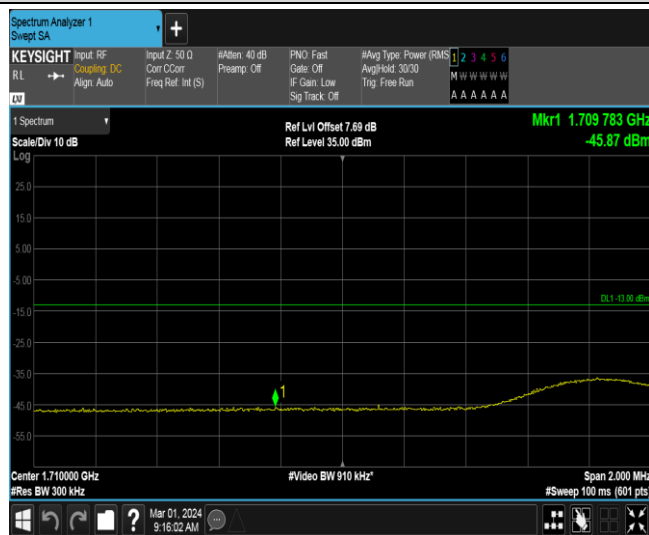 Spectrum Analyzer 1
Swept SA
+
KEYSIGHT Input: RF Input Z: 50 Ω #Atten: 40 dB PNO: Fast #Avg Type: Power (RMS 1 2 3 4 5 6
RL Coupling: DC Corr CCorr Preamp: Off Gate: Off Avg|Hold: 30/30 M W W W W W
Align: Auto Freq Ref: Int (S) IF Gain: Low Trig: Free Run
Sig Track: Off A A A A A A
LXI
1 Spectrum Ref Lvl Offset 7.69 dB Mkr1 1.709 783 GHz
Scale/Div 10 dB Ref Level 35.00 dBm -45.87 dBm
Log
25.0
15.0
5.00
-5.00
DL1 -13.00 dBm
-15.0
-25.0
-35.0
1
-45.0
-55.0
Center 1.710000 GHz #Video BW 910 kHz* Span 2.000 MHz
#Res BW 300 kHz #Sweep 100 ms (601 pts)
? Mar 01, 2024
9:16:02 AM